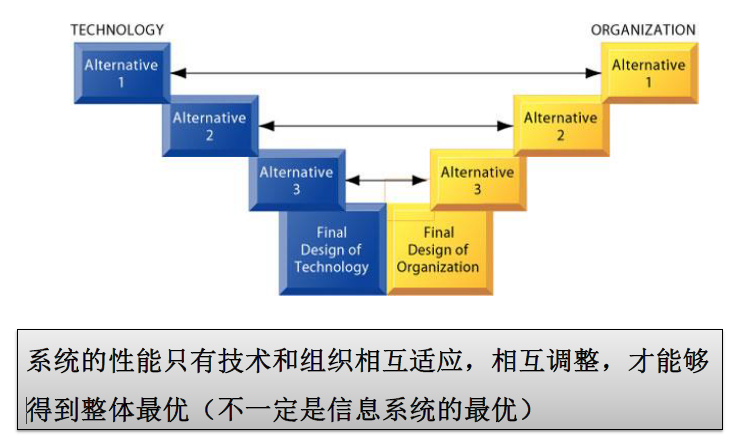 TECHNOLOGY
ORGANIZATION
Alternative
1
Alternative
1
Alternative
2
Alternative
2
Alternative
3
Alternative
3
Final
Design of
Technology
Final
Design of
Organization
系统的性能只有技术和组织相互适应，相互调整，才能够
得到整体最优（不一定是信息系统的最优）